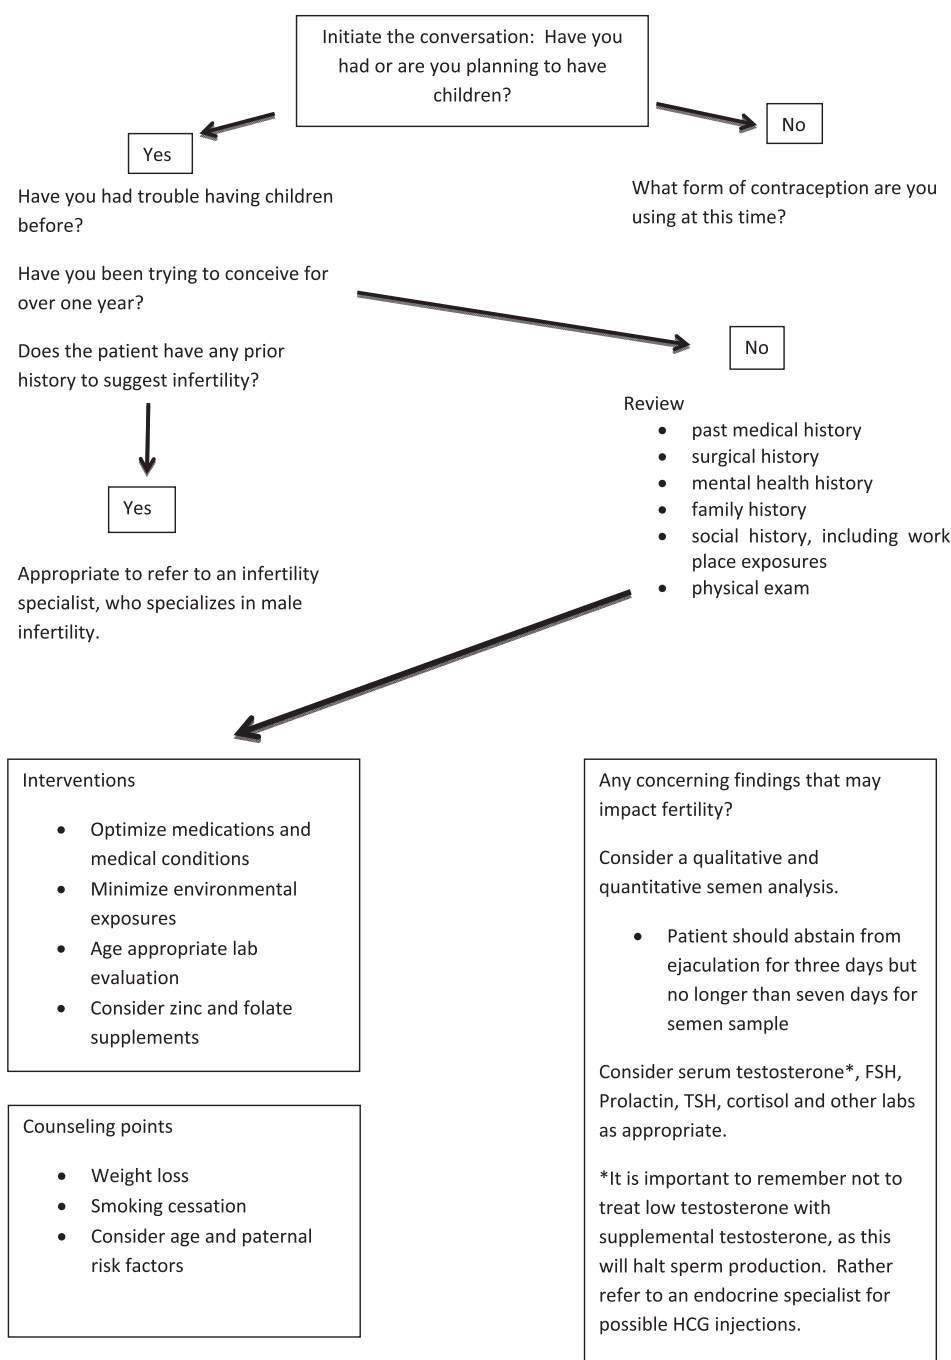 Initiate the conversation: Have you
had or are you planning to have
children?
Yes
No
Have you had trouble having children
before?
What form of contraception are you
using at this time?
Have you been trying to conceive for
over one year?
Does the patient have any prior
history to suggest infertility?
No
Review
• past medical history
• surgical history
• mental health history
• family history
• social history, including work
place exposures
• physical exam
Yes
Appropriate to refer to an infertility
specialist, who specializes in male
infertility.
Interventions
• Optimize medications and
medical conditions
• Minimize environmental
exposures
• Age appropriate lab
evaluation
• Consider zinc and folate
supplements
Counseling points
• Weight loss
• Smoking cessation
• Consider age and paternal
risk factors
Any concerning findings that may
impact fertility?
Consider a qualitative and
quantitative semen analysis.
• Patient should abstain from
ejaculation for three days but
no longer than seven days for
semen sample
Consider serum testosterone*, FSH,
Prolactin, TSH, cortisol and other labs
as appropriate.
*It is important to remember not to
treat low testosterone with
supplemental testosterone, as this
will halt sperm production. Rather
refer to an endocrine specialist for
possible HCG injections.